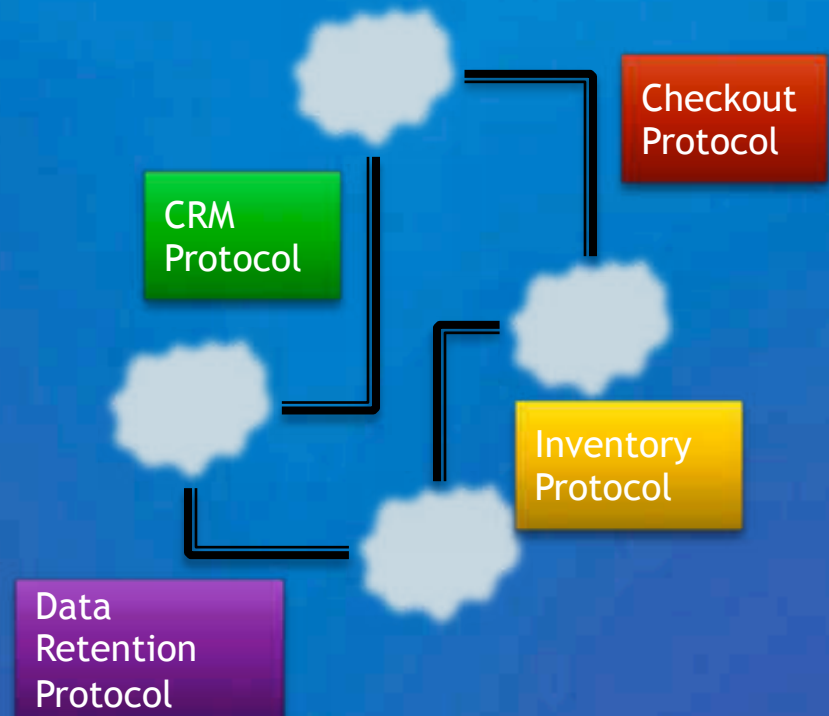 Checkout
Protocol
CRM
Protocol
Inventory
Protocol
Data
Retention
Protocol